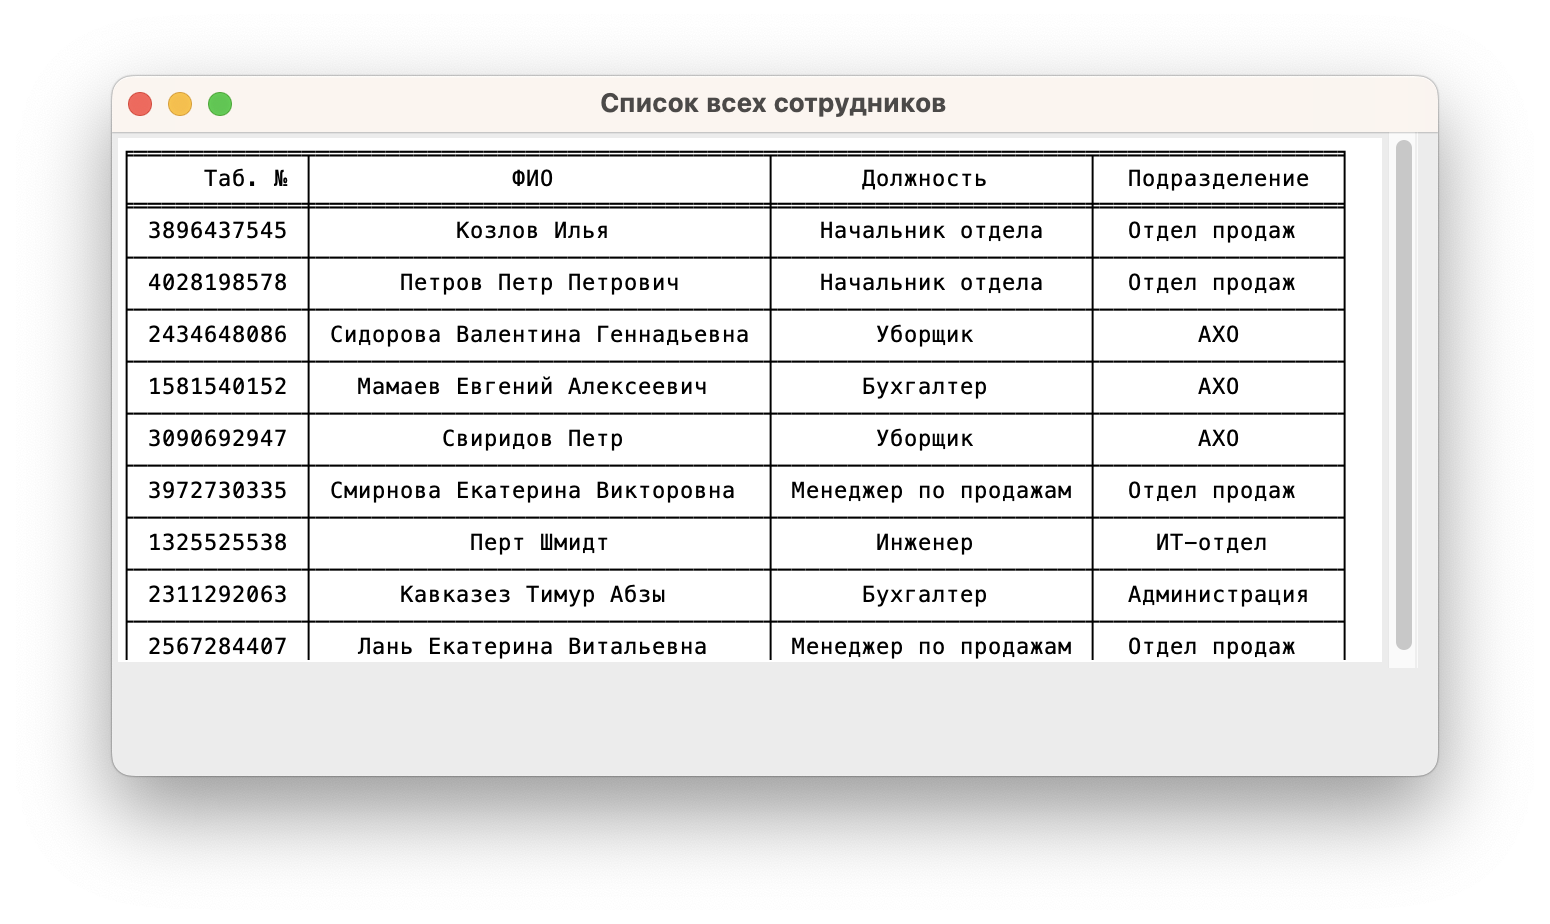 Список всех сотрудников
Таб. № ФИО Должность Подразделение
3896437545 Козлов Илья Начальник отдела Отдел продаж
4028198578 Петров Петр Петрович Начальник отдела Отдел продаж
2434648086 Сидорова Валентина Геннадьевна Уборщик АХО
1581540152 Мамаев Евгений Алексеевич Бухгалтер АХО
3090692947 Свиридов Петр Уборщик АХО
3972730335 Смирнова Екатерина Викторовна Менеджер по продажам Отдел продаж
1325525538 Перт Шмидт Инженер ИТ-отдел
2311292063 Кавказез Тимур Абзы Бухгалтер Администрация
2567284407 Лань Екатерина Витальевна Менеджер по продажам Отдел продаж